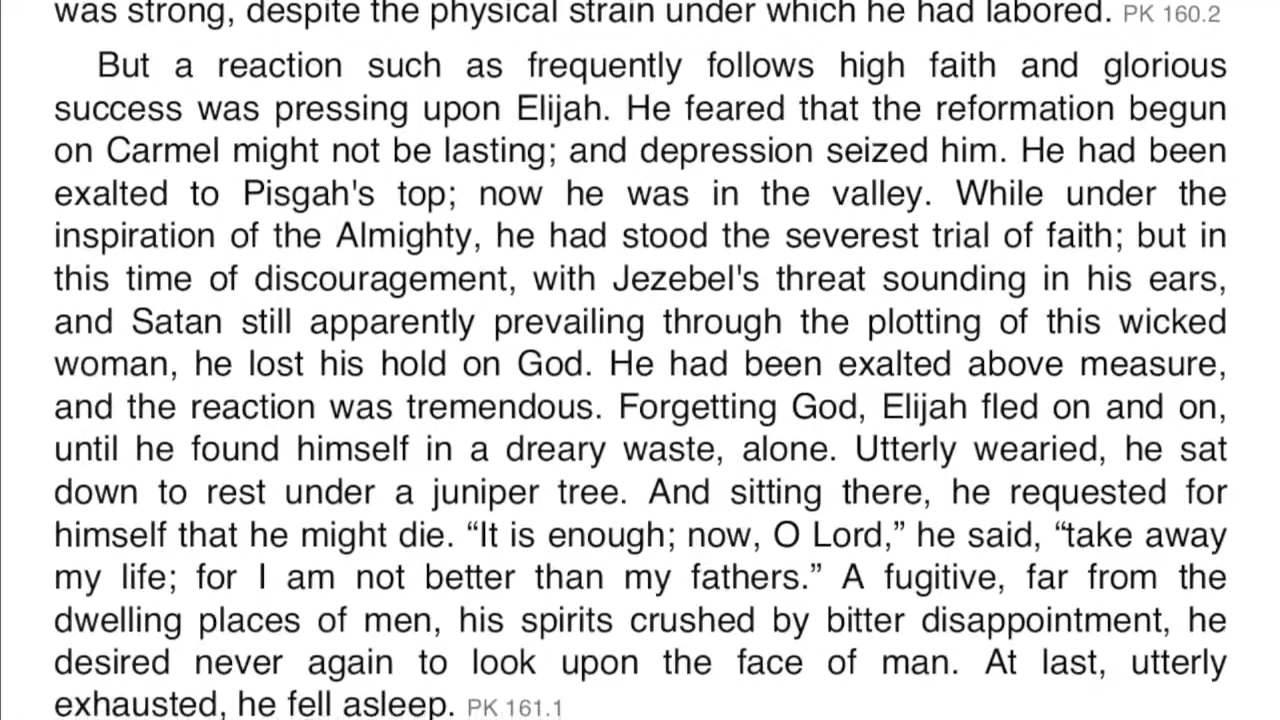 was strong, despite the physical strain under which he had labored. PK 160.2
But a reaction such as frequently follows high faith and glorious
success was pressing upon Elijah. He feared that the reformation begun
on Carmel might not be lasting; and depression seized him. He had been
exalted to Pisgah's top; now he was in the valley. While under the
inspiration of the Almighty, he had stood the severest trial of faith; but in
this time of discouragement, with Jezebel's threat sounding in his ears,
and Satan still apparently prevailing through the plotting of this wicked
woman, he lost his hold on God. He had been exalted above measure,
and the reaction was tremendous. Forgetting God, Elijah fled on and on,
until he found himself in a dreary waste, alone. Utterly wearied, he sat
down to rest under a juniper tree. And sitting there, he requested for
himself that he might die. “It is enough; now, O Lord,” he said, “take away
my life; for I am not better than my fathers.” A fugitive, far from the
dwelling places of men, his spirits crushed by bitter disappointment, he
desired never again to look upon the face of man. At last, utterly
exhausted, he fell asleep. PK 161.1